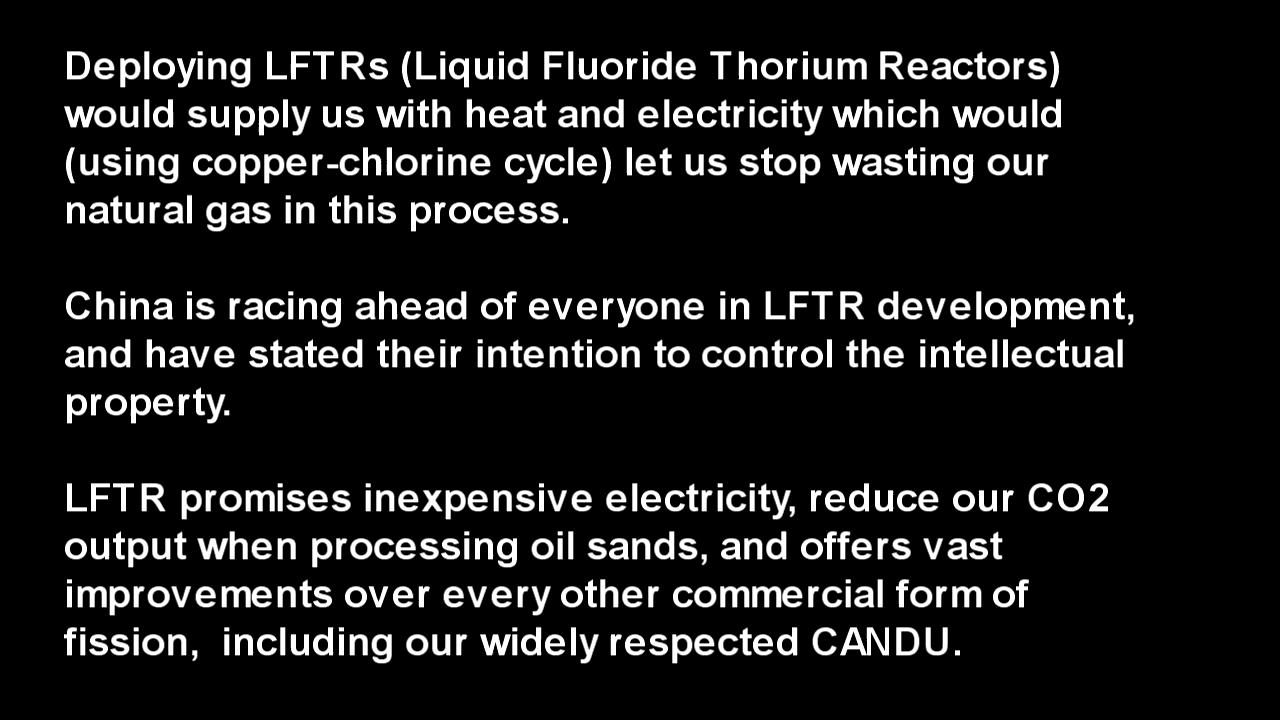 Deploying LFTRs (Liquid Fluoride Thorium Reactors)
would supply us with heat and electricity which would
(using copper-chlorine cycle) let us stop wasting our
natural gas in this process.
China is racing ahead of everyone in LFTR development,
and have stated their intention to control the intellectual
property.
LFTR promises inexpensive electricity, reduce our CO2
output when processing oil sands, and offers vast
improvements over every other commercial form of
fission,  including our widely respected CANDU.